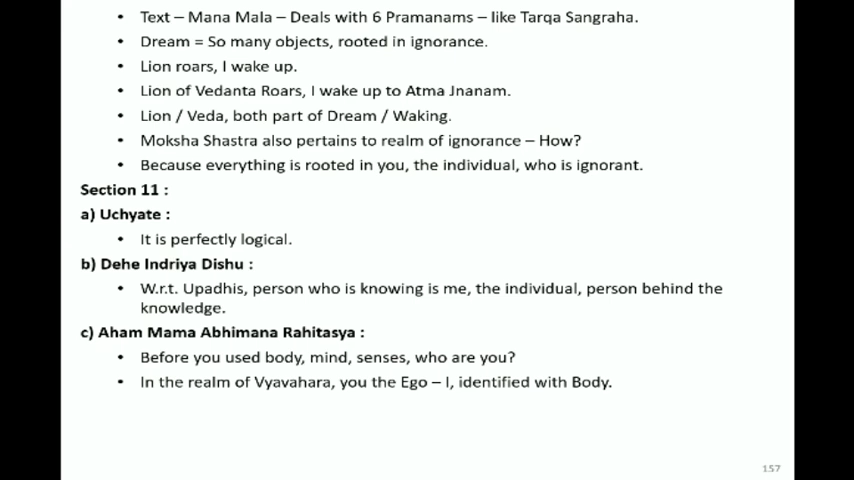 • Text – Mana Mala – Deals with 6 Pramanams – like Tarqa Sangraha.
• Dream = So many objects, rooted in ignorance.
• Lion roars, I wake up.
• Lion of Vedanta Roars, I wake up to Atma Jnanam.
• Lion / Veda, both part of Dream / Waking.
• Moksha Shastra also pertains to realm of ignorance – How?
• Because everything is rooted in you, the individual, who is ignorant.
Section 11 :
a) Uchyate :
• It is perfectly logical.
b) Dehe Indriya Dishu :
• W.r.t. Upadhis, person who is knowing is me, the individual, person behind the
knowledge.
c) Aham Mama Abhimana Rahitasya :
• Before you used body, mind, senses, who are you?
• In the realm of Vyavahara, you the Ego – I, identified with Body.
157